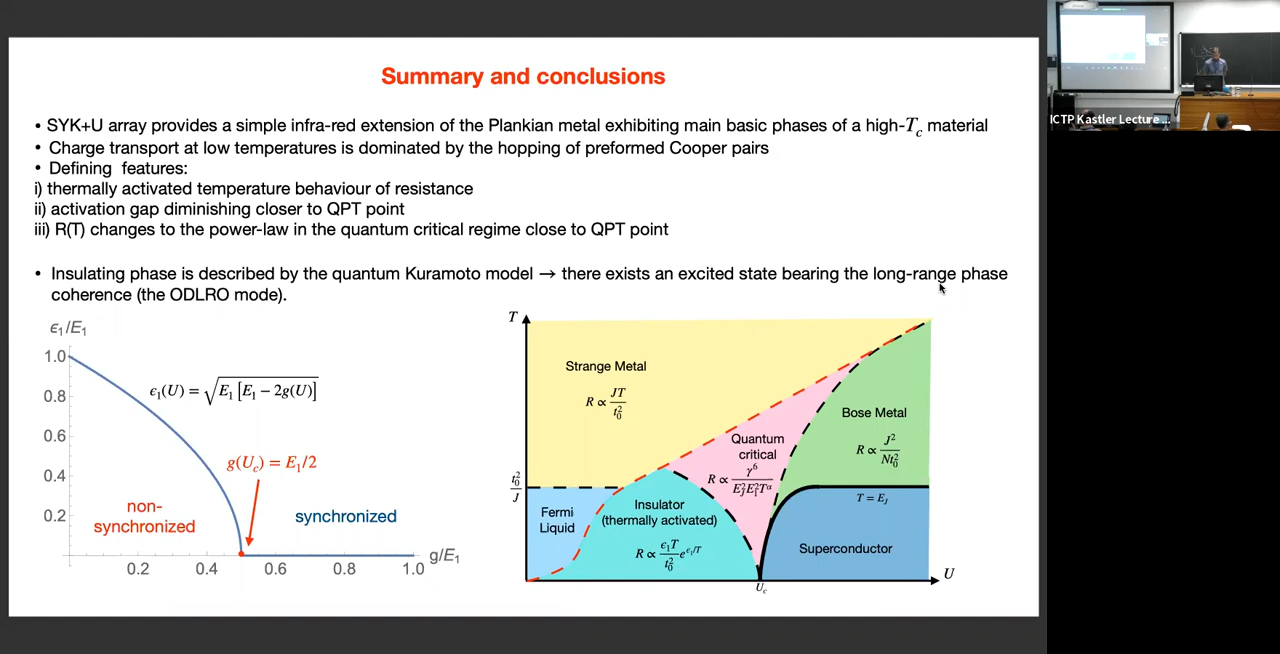 Summary and conclusions
• SYK+U array provides a simple infra-red extension of the Plankian metal exhibiting main basic phases of a high-T_c material
• Charge transport at low temperatures is dominated by the hopping of preformed Cooper pairs
• Defining features:
i) thermally activated temperature behaviour of resistance
ii) activation gap diminishing closer to QPT point
iii) R(T) changes to the power-law in the quantum critical regime close to QPT point
• Insulating phase is described by the quantum Kuramoto model → there exists an excited state bearing the long-range phase
coherence (the ODLRO mode).
ϵ₁/E₁
1.0
0.8
0.6
0.4
0.2
ϵ₁(U) = √(E₁ [E₁ − 2g(U)])
g(U_c) = E₁/2
non-
synchronized
synchronized
0.2 0.4 0.6 0.8 1.0 g/E₁
T
Strange Metal
R ∝ JT/t₀²
Bose Metal
R ∝ J²/Nt₀²
Quantum
critical
R ∝ γ⁶/E_J²E₁²T^α
t₀²/J
Fermi
Liquid
Insulator
(thermally activated)
R ∝ ϵ₁T/t₀² e^(ϵ₁/T)
T = E_J
Superconductor
U_c
U
ICTP Kastler Lecture ...